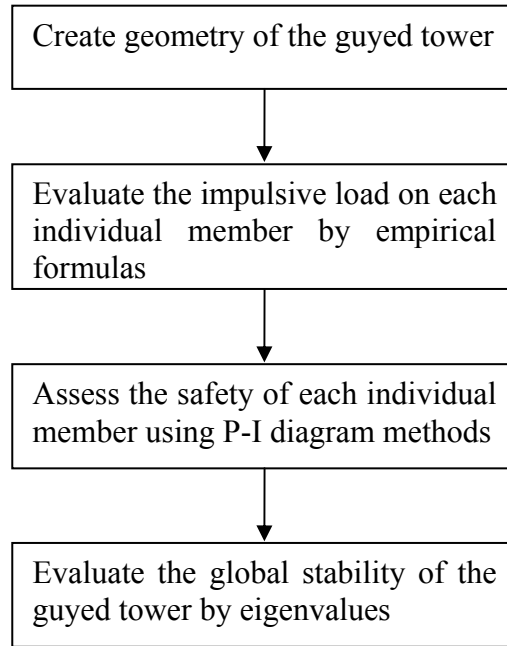 Create geometry of the guyed tower
Evaluate the impulsive load on each
individual member by empirical
formulas
Assess the safety of each individual
member using P-I diagram methods
Evaluate the global stability of the
guyed tower by eigenvalues